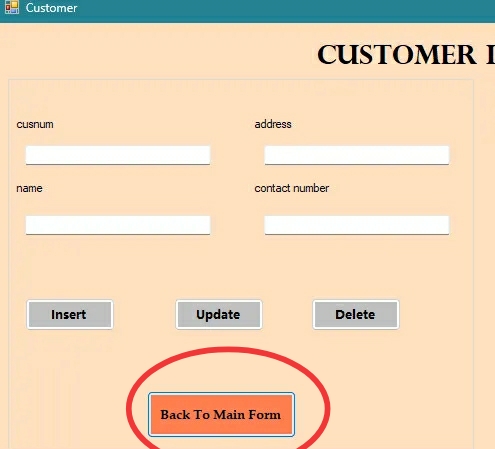 Customer
CUSTOMER
cusnum
address
name
contact number
Insert
Update
Delete
Back To Main Form